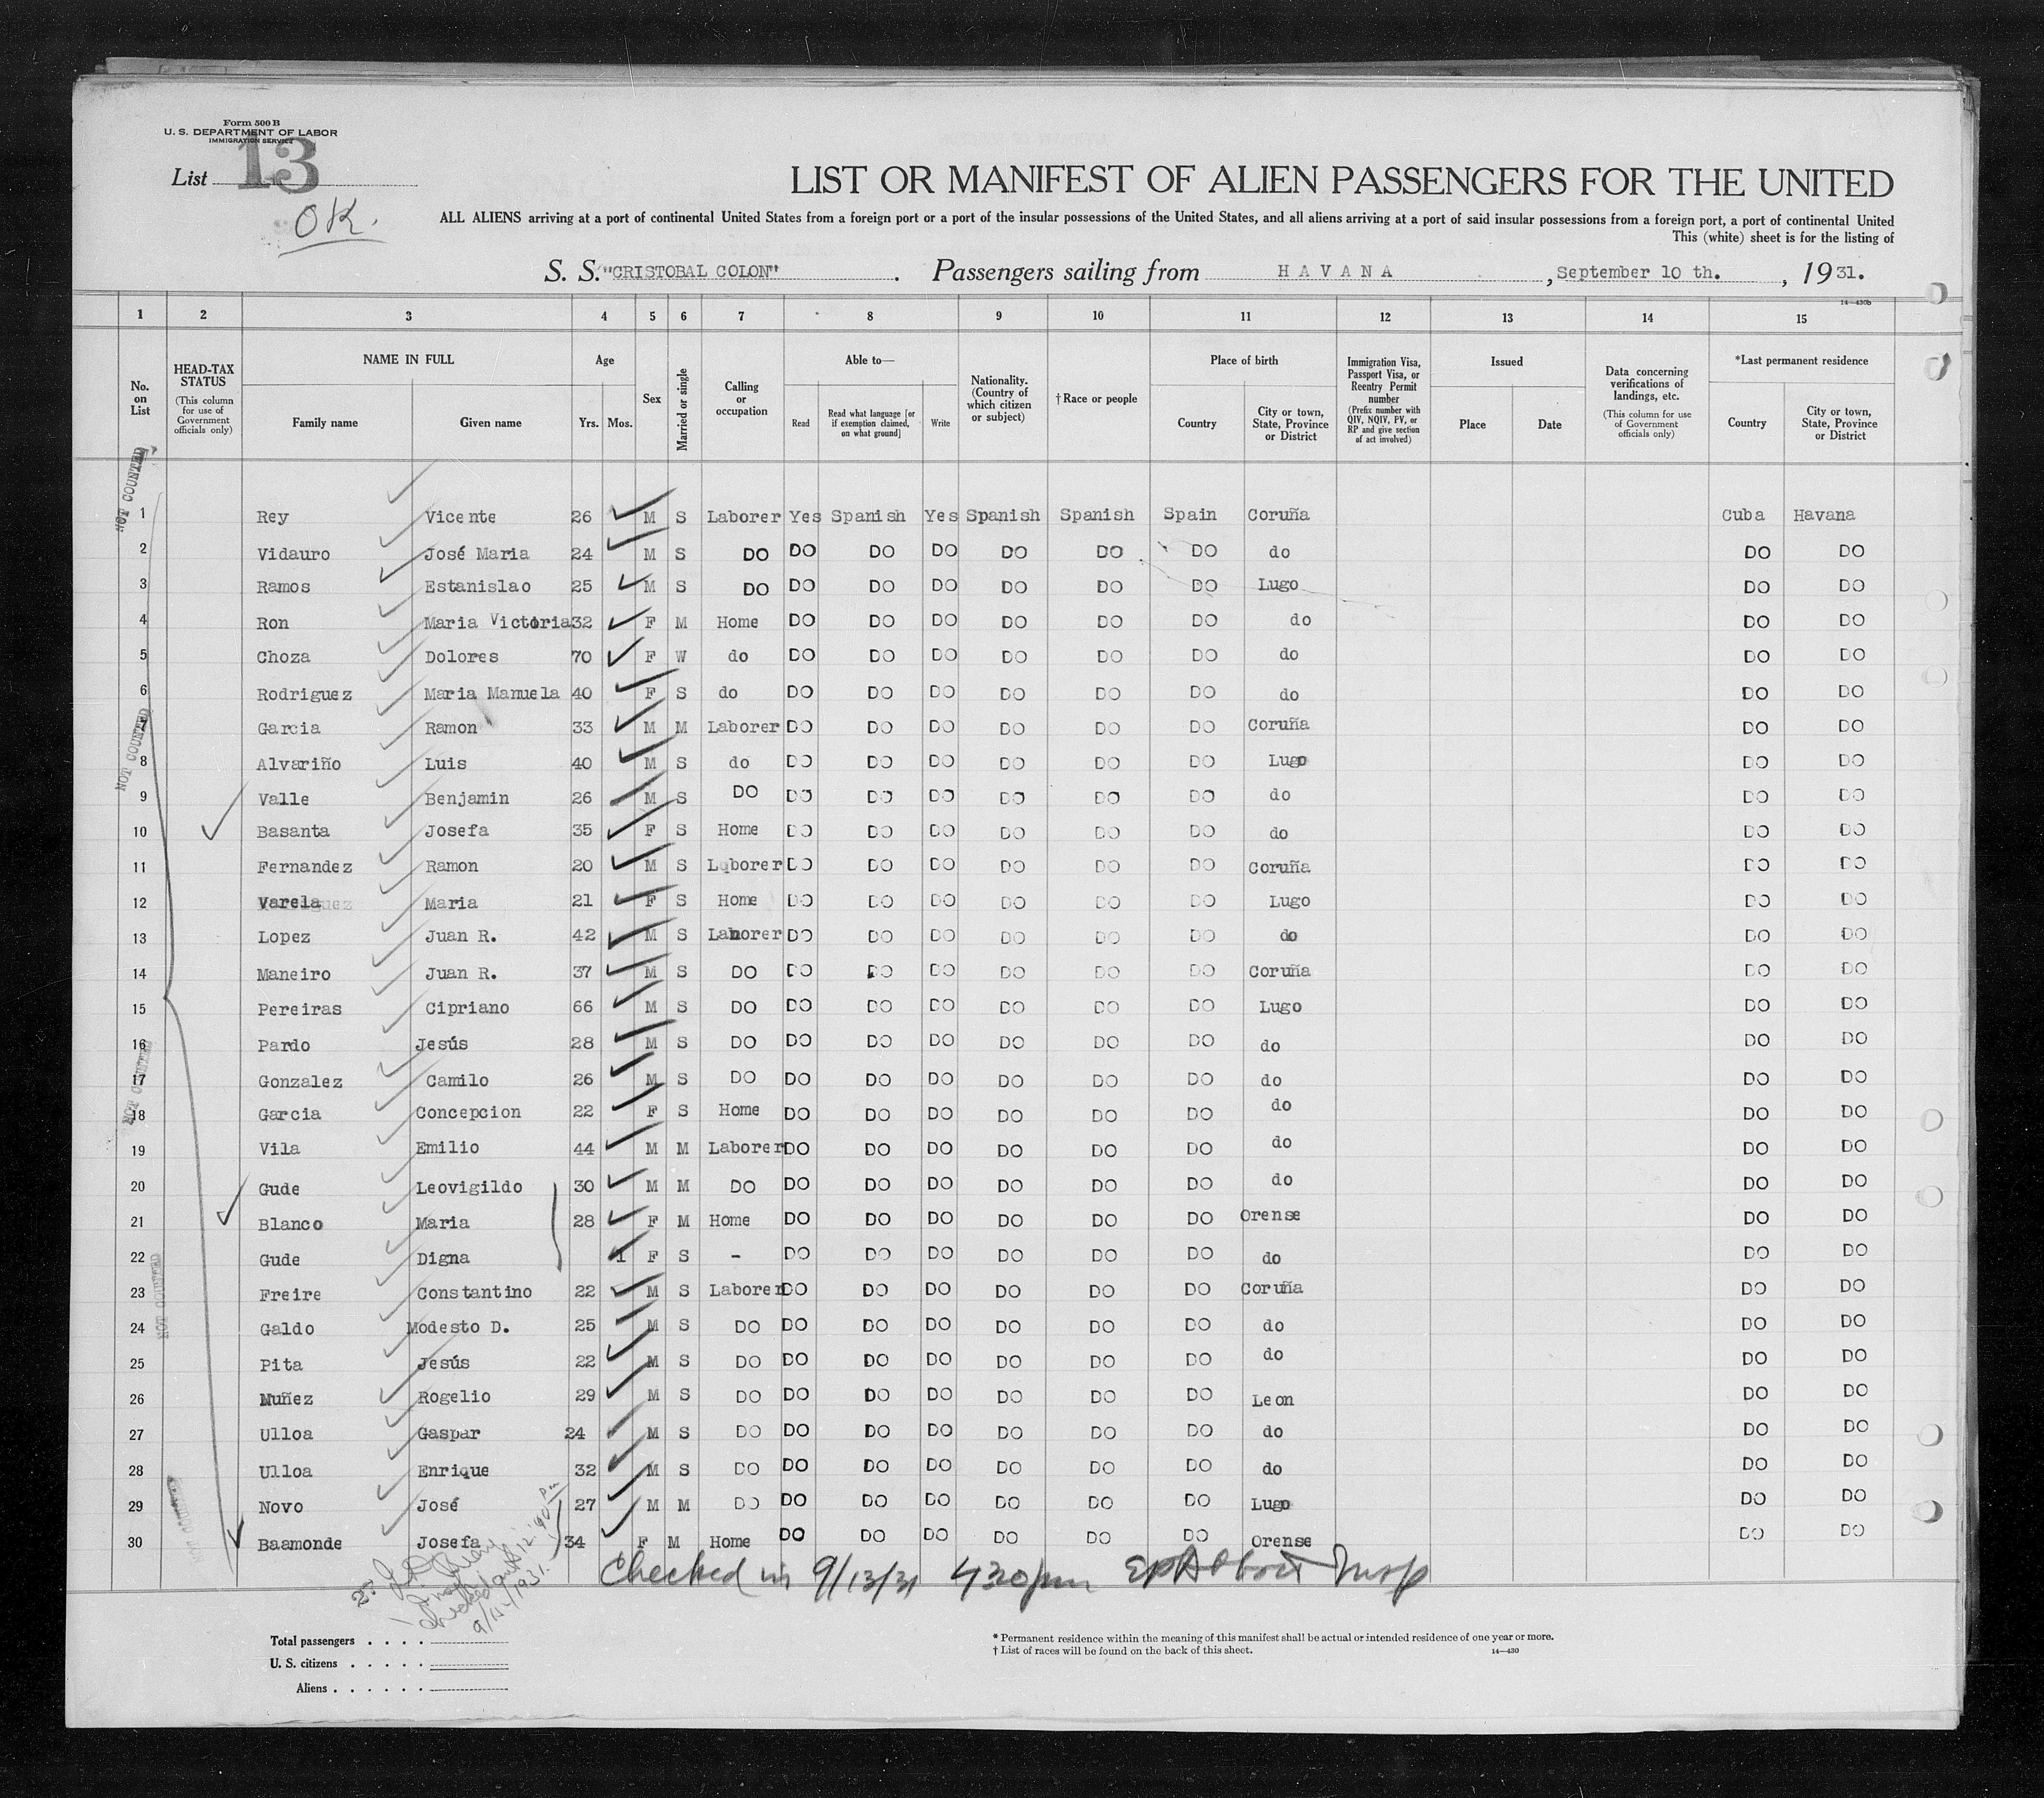 Form 500 B
U. S. DEPARTMENT OF LABOR
IMMIGRATION SERVICE
List 13
OK.
LIST OR MANIFEST OF ALIEN PASSENGERS FOR THE UNITED
ALL ALIENS arriving at a port of continental United States from a foreign port or a port of the insular possessions of the United States, and all aliens arriving at a port of said insular possessions from a foreign port, a port of continental United
This (white) sheet is for the listing of
S. S. "CRISTOBAL COLON" . Passengers sailing from HAVANA , September 10 th. , 1931.
14—430b
1 2 3 4 5 6 7 8 9 10 11 12 13 14 15
No. on List
HEAD-TAX STATUS (This column for use of Government officials only)
NAME IN FULL
Family name Given name
Age
Yrs. Mos.
Sex
Married or single
Calling or occupation
Able to—
Read Read what language [or if exemption claimed, on what ground] Write
Nationality. (Country of which citizen or subject)
† Race or people
Place of birth
Country City or town, State, Province or District
Immigration Visa, Passport Visa, or Reentry Permit number (Prefix number with QIV, NQIV, PV, or RP and give section of act involved)
Issued
Place Date
Data concerning verifications of landings, etc. (This column for use of Government officials only)
*Last permanent residence
Country City or town, State, Province or District
NOT COUNTED
1 Rey Vicente 26 M S Laborer Yes Spanish Yes Spanish Spanish Spain Coruña Cuba Havana
2 Vidauro José Maria 24 M S DO DO DO DO DO DO DO do DO DO
3 Ramos Estanislao 25 M S DO DO DO DO DO DO DO Lugo DO DO
4 Ron Maria Victoria 32 F M Home DO DO DO DO DO DO do DO DO
5 Choza Dolores 70 F W do DO DO DO DO DO DO do DO DO
6 Rodriguez Maria Manuela 40 F S do DO DO DO DO DO DO do DO DO
NOT COUNTED
7 Garcia Ramon 33 M M Laborer DO DO DO DO DO DO Coruña DO DO
8 Alvariño Luis 40 M S do DO DO DO DO DO DO Lugo DO DO
9 Valle Benjamin 26 M S DO DO DO DO DO DO DO do DO DO
10 Basanta Josefa 35 F S Home DO DO DO DO DO DO do DO DO
11 Fernandez Ramon 20 M S Laborer DO DO DO DO DO DO Coruña DO DO
12 Varela Maria 21 F S Home DO DO DO DO DO DO Lugo DO DO
13 Lopez Juan R. 42 M S Laborer DO DO DO DO DO DO do DO DO
14 Maneiro Juan R. 37 M S DO DO DO DO DO DO DO Coruña DO DO
15 Pereiras Cipriano 66 M S DO DO DO DO DO DO DO Lugo DO DO
16 Pardo Jesús 28 M S DO DO DO DO DO DO DO do DO DO
NOT COUNTED
17 Gonzalez Camilo 26 M S DO DO DO DO DO DO DO do DO DO
18 Garcia Concepcion 22 F S Home DO DO DO DO DO DO do DO DO
19 Vila Emilio 44 M M Laborer DO DO DO DO DO DO do DO DO
20 Gude Leovigildo 30 M M DO DO DO DO DO DO DO do DO DO
21 Blanco Maria 28 F M Home DO DO DO DO DO DO Orense DO DO
22 Gude Digna 1 F S - DO DO DO DO DO DO do DO DO
NOT COUNTED
23 Freire Constantino 22 M S Laborer DO DO DO DO DO DO Coruña DO DO
24 Galdo Modesto D. 25 M S DO DO DO DO DO DO DO do DO DO
25 Pita Jesús 22 M S DO DO DO DO DO DO DO do DO DO
26 Nuñez Rogelio 29 M S DO DO DO DO DO DO DO Leon DO DO
27 Ulloa Gaspar 24 M S DO DO DO DO DO DO DO do DO DO
28 Ulloa Enrique 32 M S DO DO DO DO DO DO DO do DO DO
29 Novo José 27 M M DO DO DO DO DO DO DO Lugo DO DO
30 Baamonde Josefa 34 F M Home DO DO DO DO DO DO Orense DO DO
Checked in 9/13/31 430 pm
checked out 12
9/12/1931.
Total passengers . . . .
U. S. citizens . . . . .
Aliens . . . . . .
* Permanent residence within the meaning of this manifest shall be actual or intended residence of one year or more.
† List of races will be found on the back of this sheet. 14—430